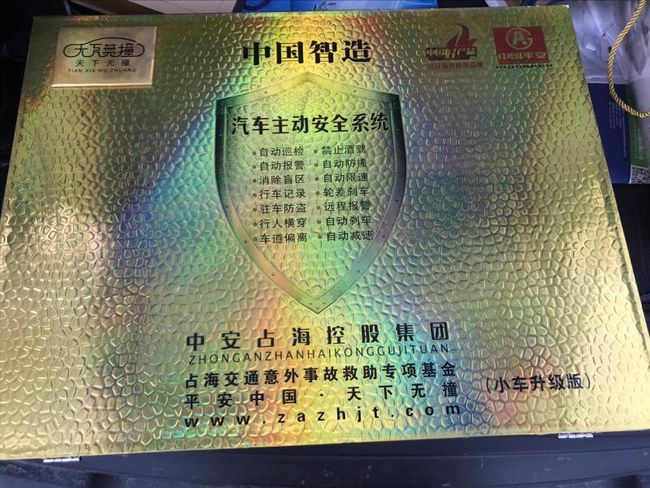 天下无撞
天下无撞
TIAN XIA WU ZHUANG
中国智造
中国平安
汽车主动安全系统
自动巡检 禁止酒驾
自动报警 自动防撞
消除盲区 自动限速
行车记录 轮差刹车
驻车防盗 远程报警
行人横穿 自动刹车
车道偏离 自动减速
中安占海控股集团
ZHONGANZHANHAIKONGGUJITUAN
占海交通意外事故救助专项基金
平安中国·天下无撞
(小车升级版)
www.zazhjt.com